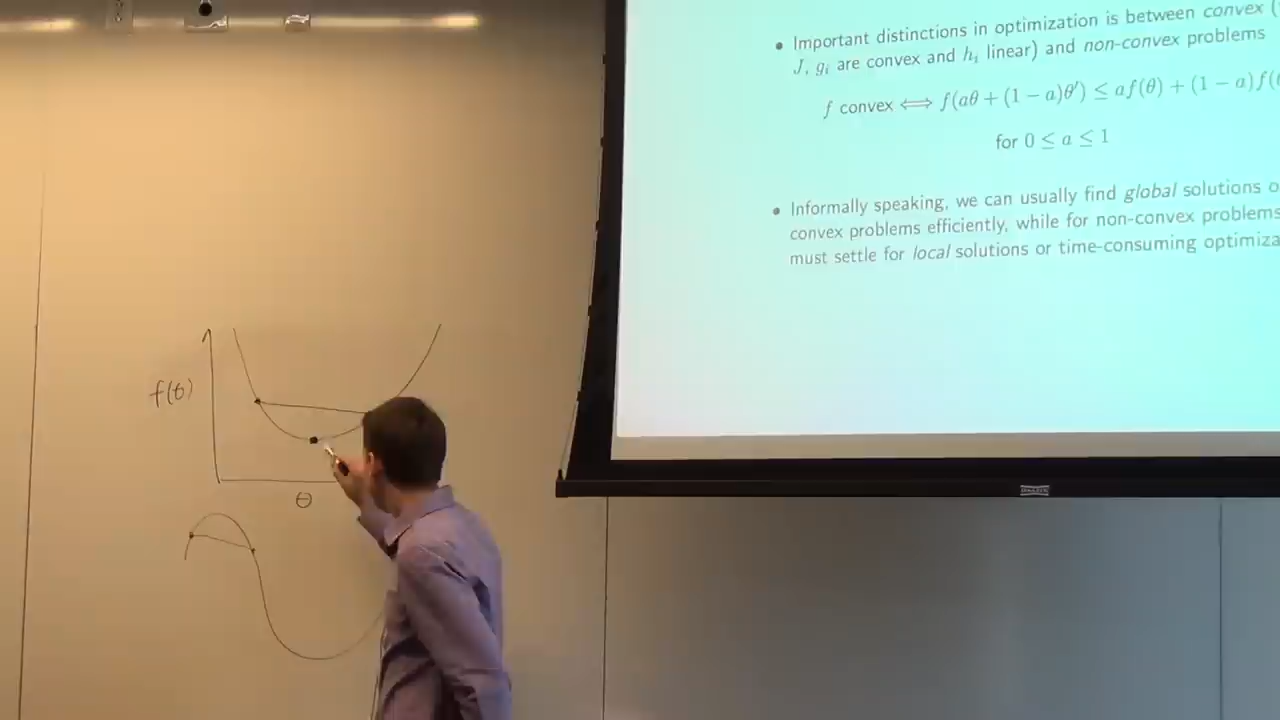 • Important distinctions in optimization is between convex (
J, gᵢ are convex and hᵢ linear) and non-convex problems
f convex ⟺ f(aθ + (1 − a)θ′) ≤ af(θ) + (1 − a)f(
for 0 ≤ a ≤ 1
• Informally speaking, we can usually find global solutions o
convex problems efficiently, while for non-convex problems
must settle for local solutions or time-consuming optimiza
f(θ)
θ